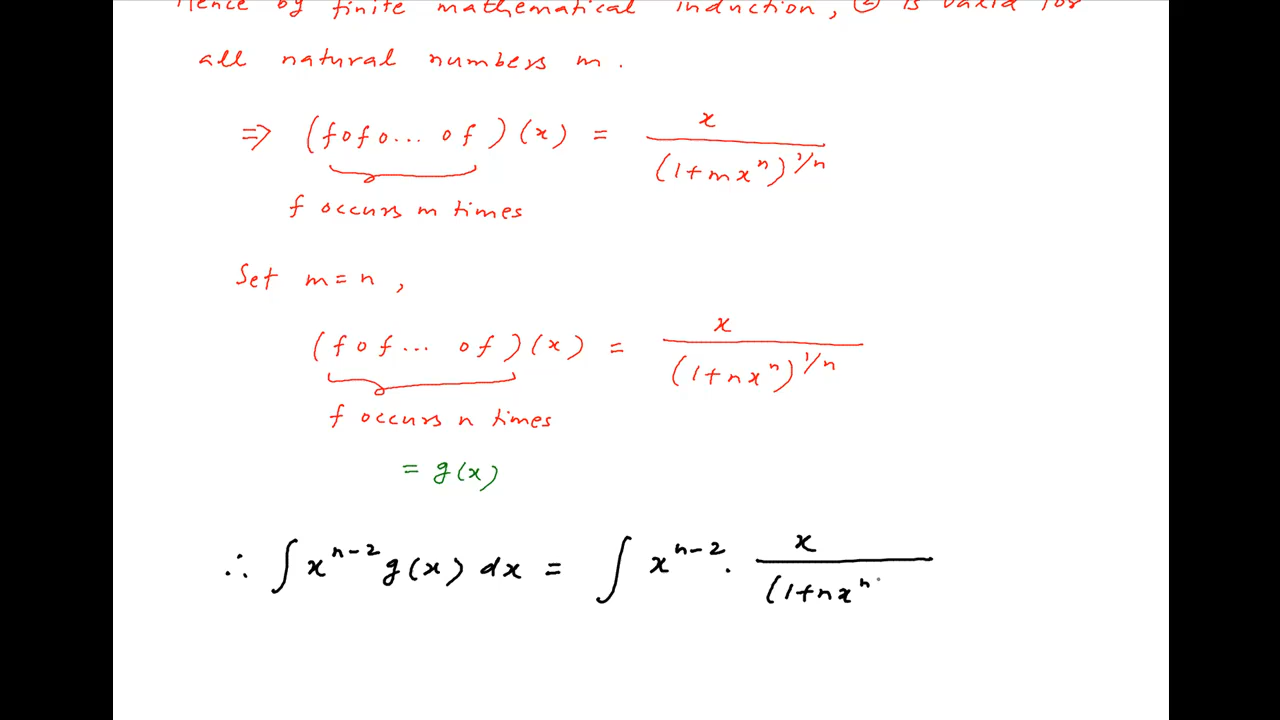 Hence by finite mathematical induction, ② is valid for
all natural numbers m.
⇒ (fofo... of)(x) = x/(1+mx^n)^1/n
f occurs m times
Set m=n,
(fof... of)(x) = x/(1+nx^n)^1/n
f occurs n times
= g(x)
∴ ∫ x^n-2 g(x) dx = ∫ x^n-2 . x/(1+nx^n